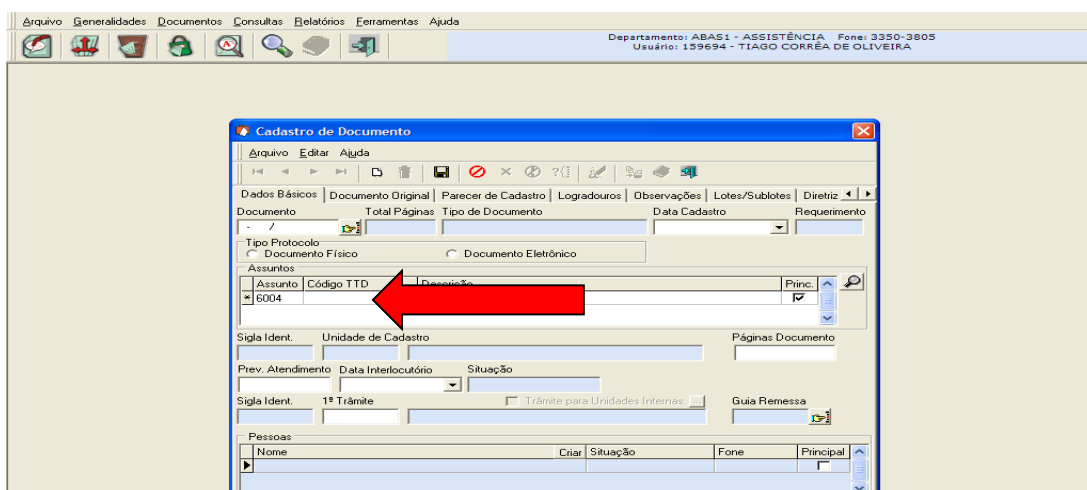 Arquivo Generalidades Documentos Consultas Relatórios Ferramentas Ajuda
Departamento: ABAS1 - ASSISTÊNCIA Fone: 3350-3805
Usuário: 159694 - TIAGO CORRÊA DE OLIVEIRA
Cadastro de Documento
Arquivo Editar Ajuda
Dados Básicos Documento Original Parecer de Cadastro Logradouros Observações Lotes/Sublotes Diretriz
Documento Total Páginas Tipo de Documento Data Cadastro Requerimento
- /
Tipo Protocolo
Documento Físico Documento Eletrônico
Assuntos
Assunto Código TTD Descrição Princ.
6004
Sigla Ident. Unidade de Cadastro Páginas Documento
Prev. Atendimento Data Interlocutório Situação
Sigla Ident. 1º Trâmite Trâmite para Unidades Internas: ... Guia Remessa
Pessoas
Nome Criar Situação Fone Principal